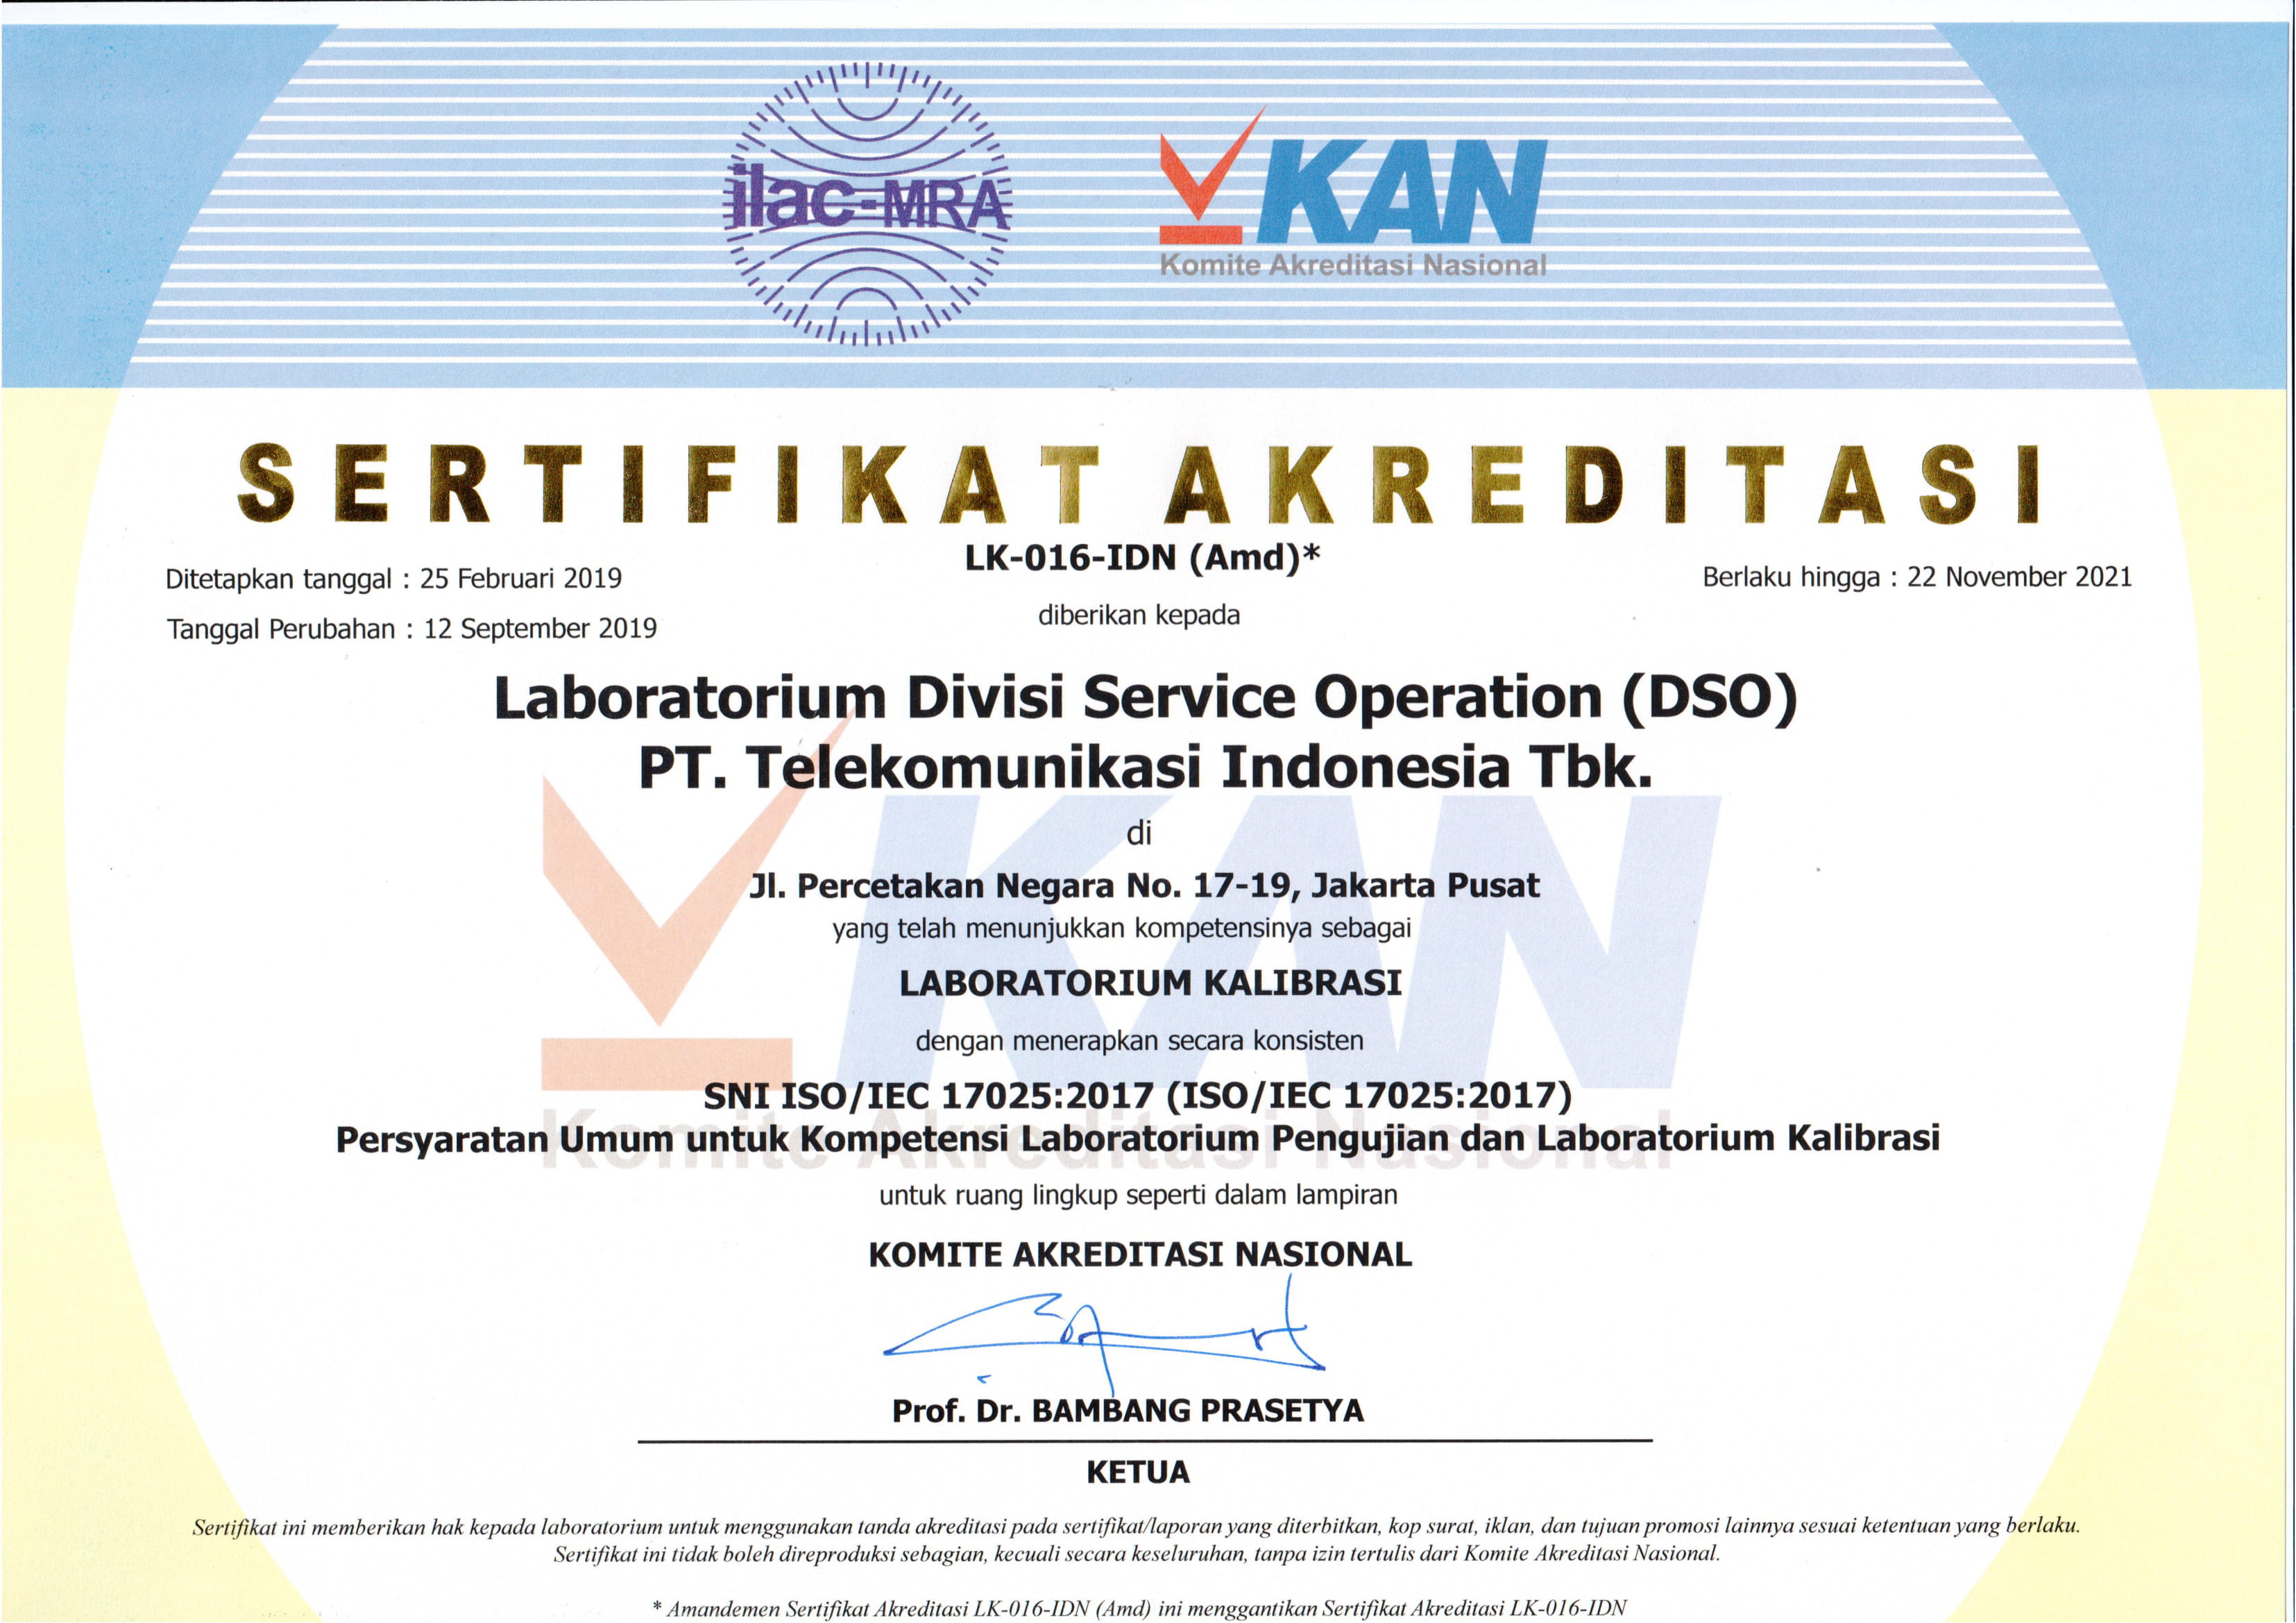 ilac-MRA
KAN
Komite Akreditasi Nasional
SERTIFIKAT AKREDITASI
LK-016-IDN (Amd)*
Ditetapkan tanggal : 25 Februari 2019
Berlaku hingga : 22 November 2021
Tanggal Perubahan : 12 September 2019
diberikan kepada
Laboratorium Divisi Service Operation (DSO)
PT. Telekomunikasi Indonesia Tbk.
di
Jl. Percetakan Negara No. 17-19, Jakarta Pusat
yang telah menunjukkan kompetensinya sebagai
LABORATORIUM KALIBRASI
dengan menerapkan secara konsisten
SNI ISO/IEC 17025:2017 (ISO/IEC 17025:2017)
Persyaratan Umum untuk Kompetensi Laboratorium Pengujian dan Laboratorium Kalibrasi
KAN
Komite Akreditasi Nasional
untuk ruang lingkup seperti dalam lampiran
KOMITE AKREDITASI NASIONAL
Prof. Dr. BAMBANG PRASETYA
KETUA
Sertifikat ini memberikan hak kepada laboratorium untuk menggunakan tanda akreditasi pada sertifikat/laporan yang diterbitkan, kop surat, iklan, dan tujuan promosi lainnya sesuai ketentuan yang berlaku.
Sertifikat ini tidak boleh direproduksi sebagian, kecuali secara keseluruhan, tanpa izin tertulis dari Komite Akreditasi Nasional.
* Amandemen Sertifikat Akreditasi LK-016-IDN (Amd) ini menggantikan Sertifikat Akreditasi LK-016-IDN